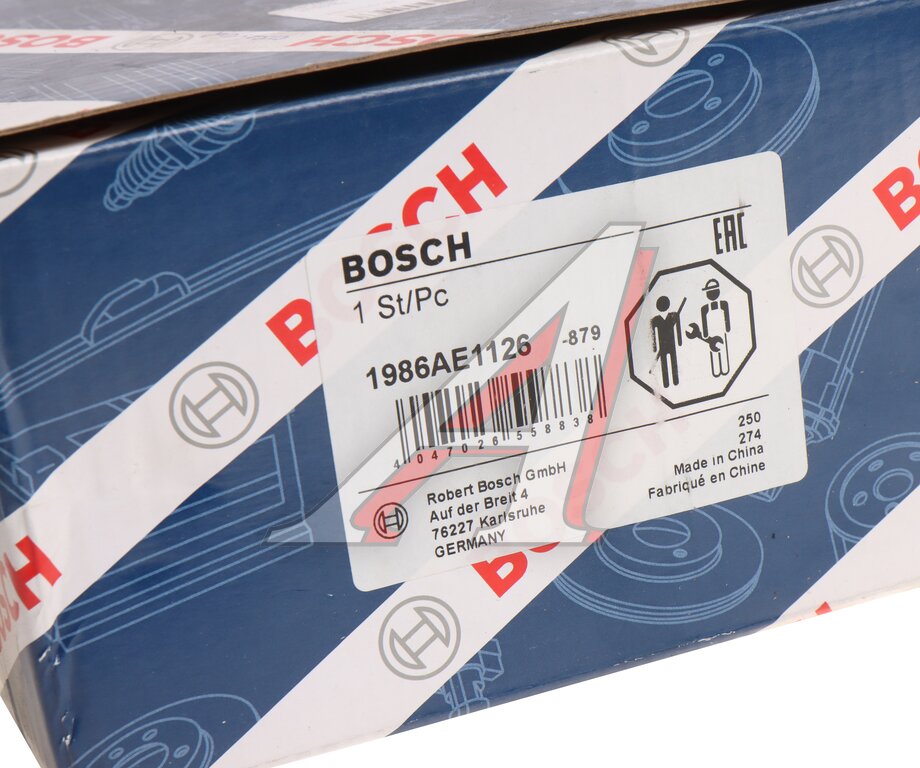 BOSCH
BOSCH
BOSCH
BOSCH
EAC
1 St/Pc
1986AE1126 -879
4 047026 558838
250
274
Robert Bosch GmbH
Auf der Breit 4
76227 Karlsruhe
GERMANY
Made in China
Fabriqué en Chine
BOSCH